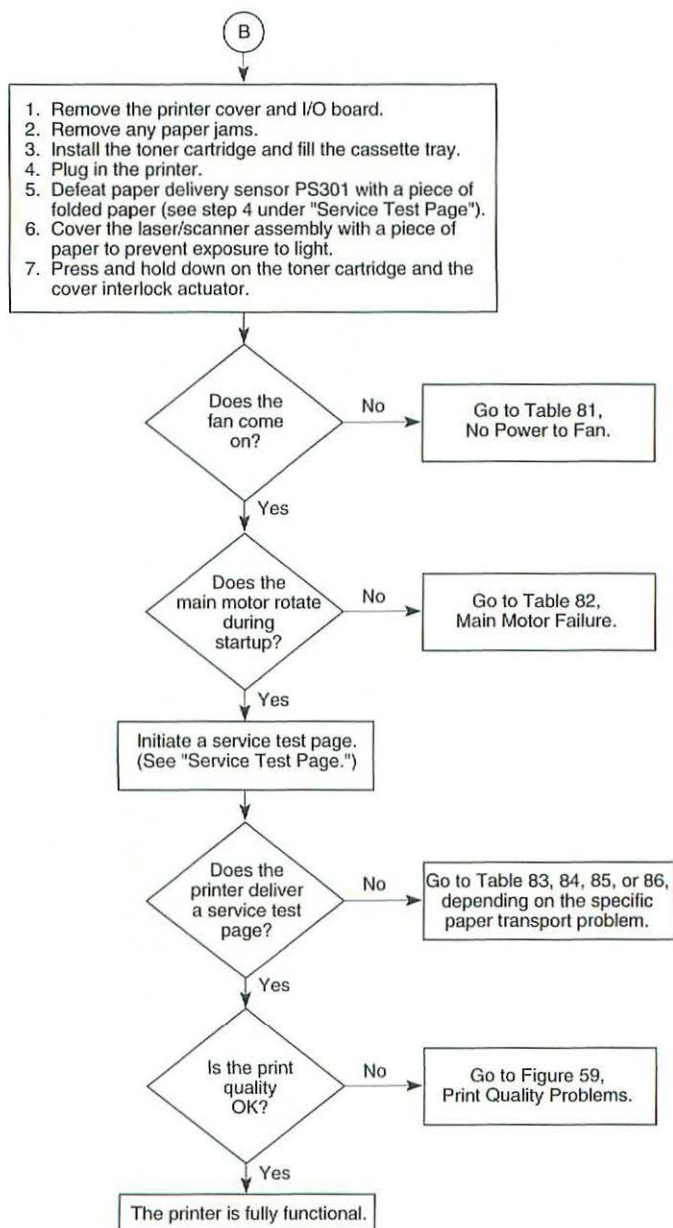 B
1. Remove the printer cover and I/O board.
2. Remove any paper jams.
3. Install the toner cartridge and fill the cassette tray.
4. Plug in the printer.
5. Defeat paper delivery sensor PS301 with a piece of
folded paper (see step 4 under "Service Test Page").
6. Cover the laser/scanner assembly with a piece of
paper to prevent exposure to light.
7. Press and hold down on the toner cartridge and the
cover interlock actuator.
Does the
fan come
on?
No
Go to Table 81,
No Power to Fan.
Yes
Does the
main motor rotate
during
startup?
No
Go to Table 82,
Main Motor Failure.
Yes
Initiate a service test page.
(See "Service Test Page.")
Does the
printer deliver
a service test
page?
No
Go to Table 83, 84, 85, or 86,
depending on the specific
paper transport problem.
Yes
Is the print
quality
OK?
No
Go to Figure 59,
Print Quality Problems.
Yes
The printer is fully functional.